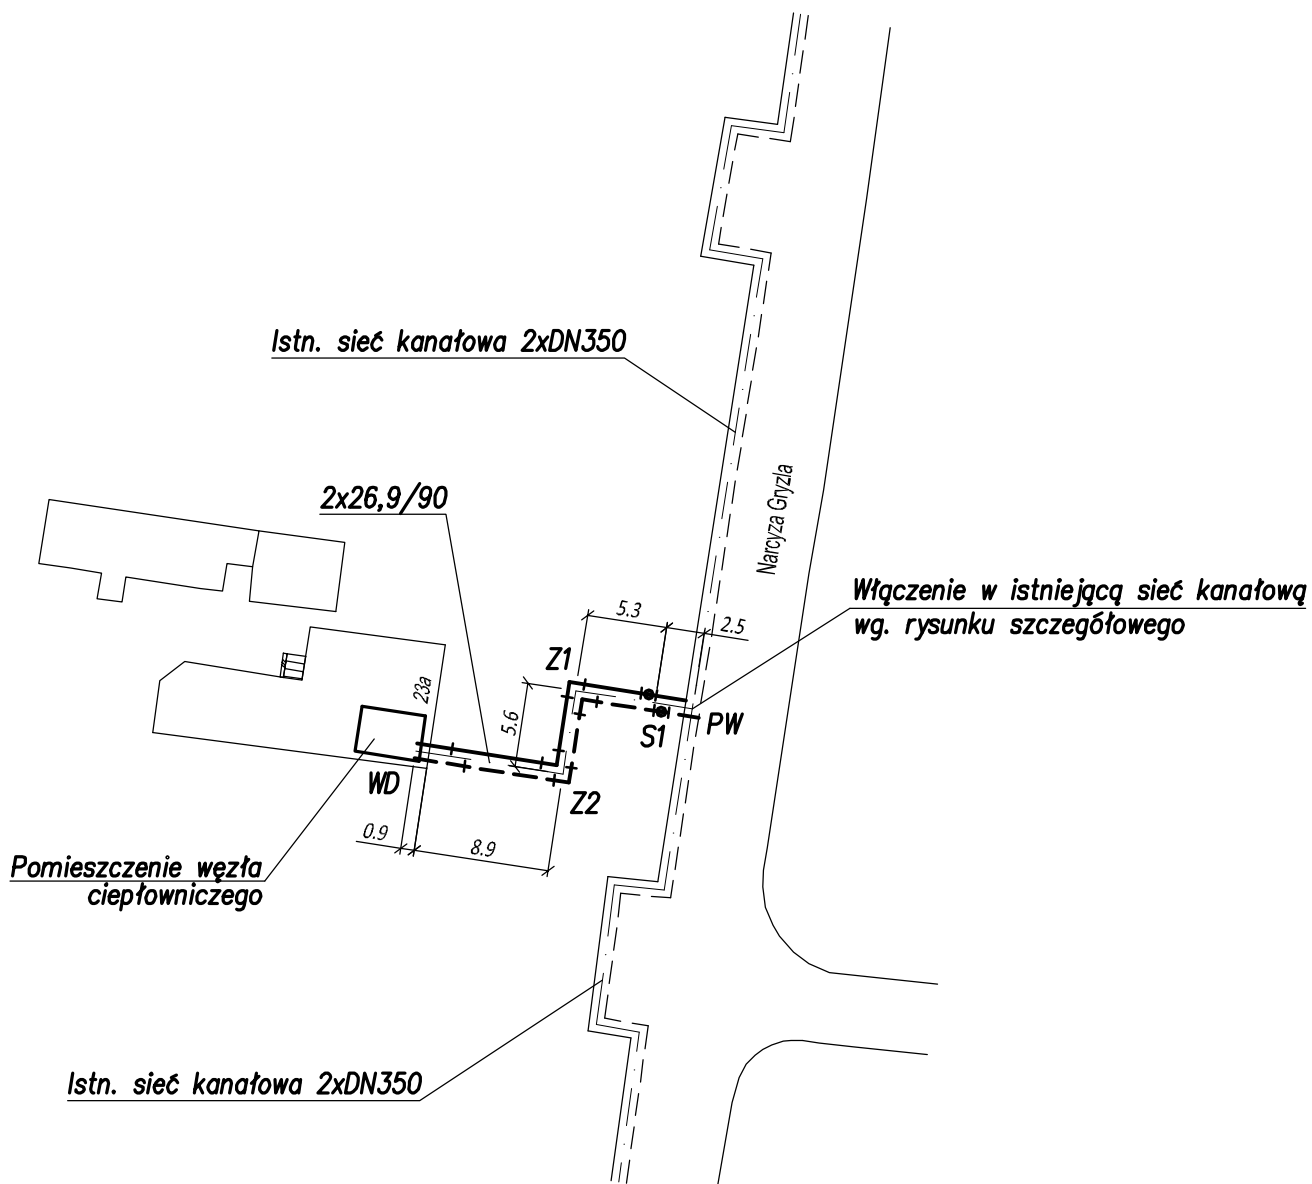 Istn. sieć kanałowa 2xDN350
Narcyza Gryzla
2x26,9/90
Włączenie w istniejącą sieć kanałową
wg. rysunku szczegółowego
5.3
2.5
Z1
23a
5.6
S1
PW
WD
Z2
0.9
8.9
Pomieszczenie węzła
ciepłowniczego
Istn. sieć kanałowa 2xDN350